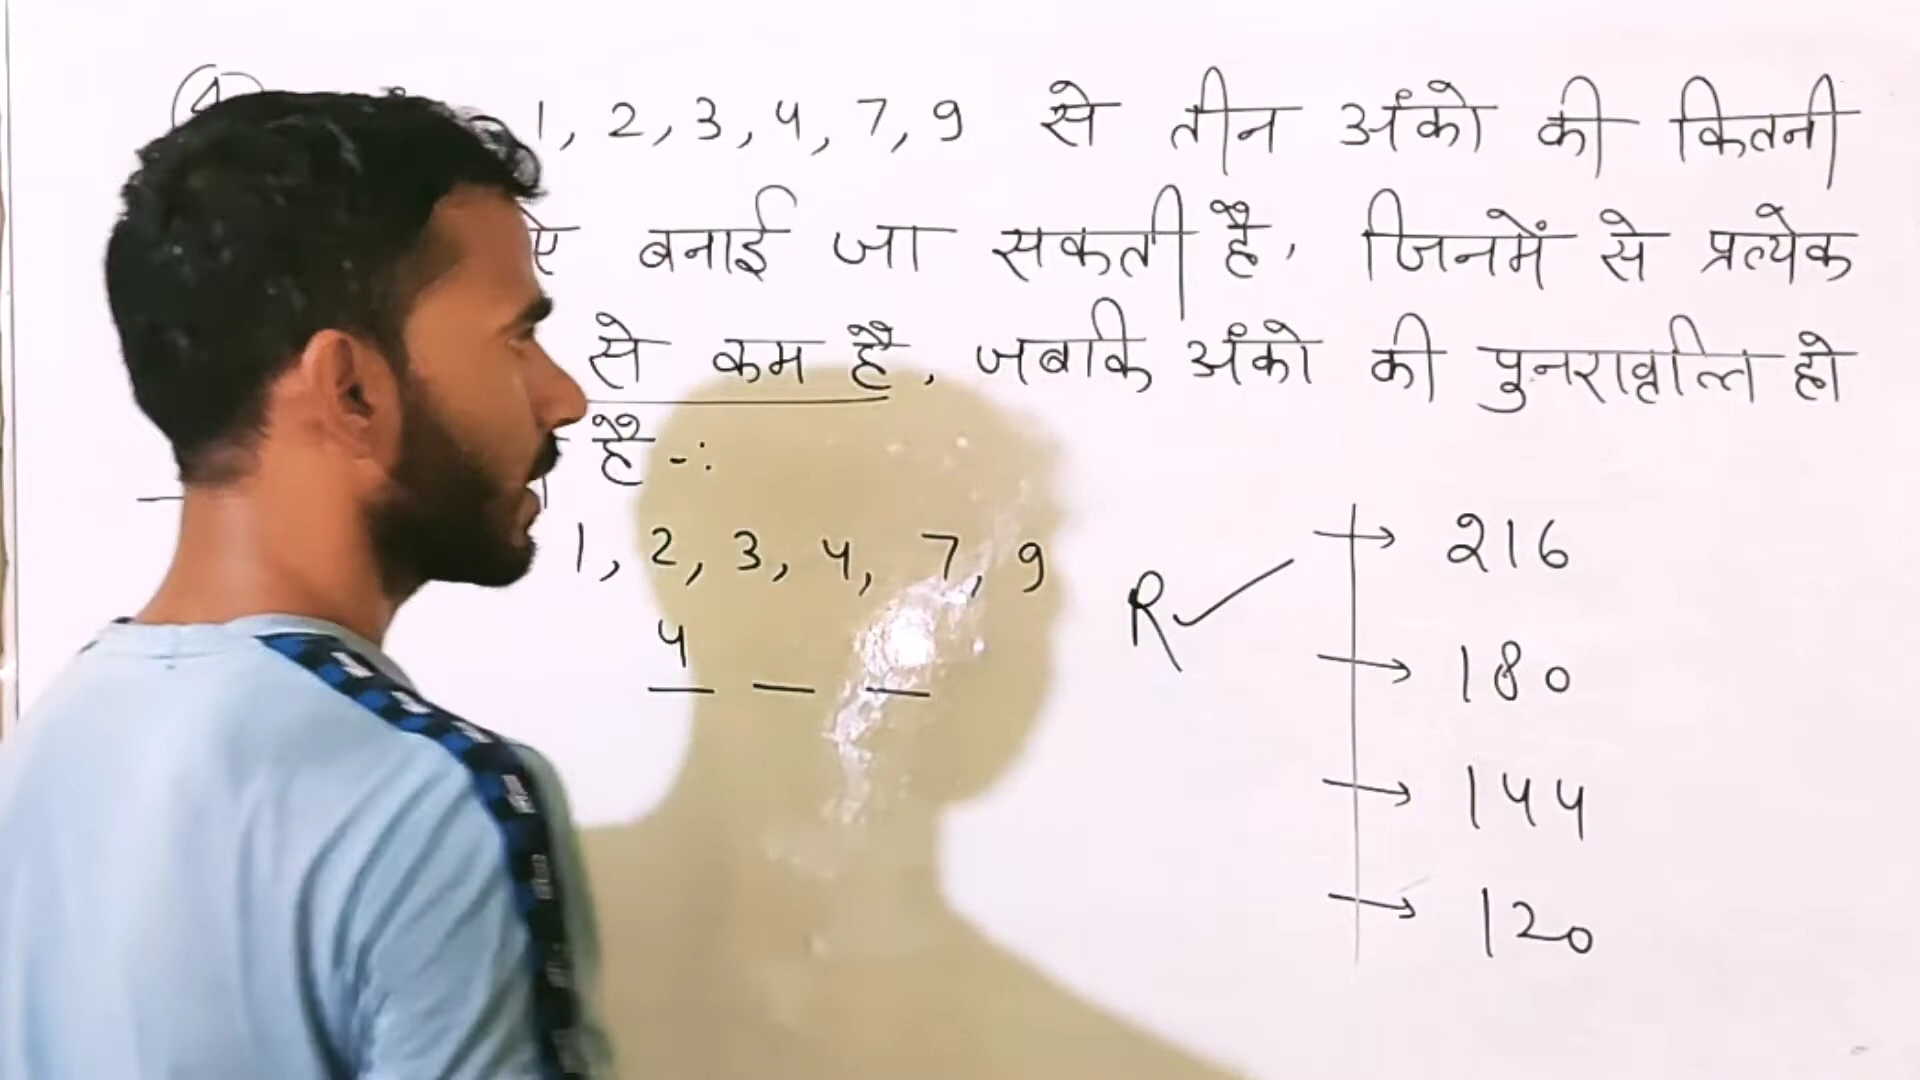 1, 2, 3, 4, 7, 9 से तीन अंको की कितनी
बनाई जा सकती है, जिनमें से प्रत्येक
से कम है, जबकि अंको की पुनरावृत्ति हो
है -:
1, 2, 3, 4, 7, 9
4 _ _
R ✓
→ 216
→ 180
→ 144
→ 120